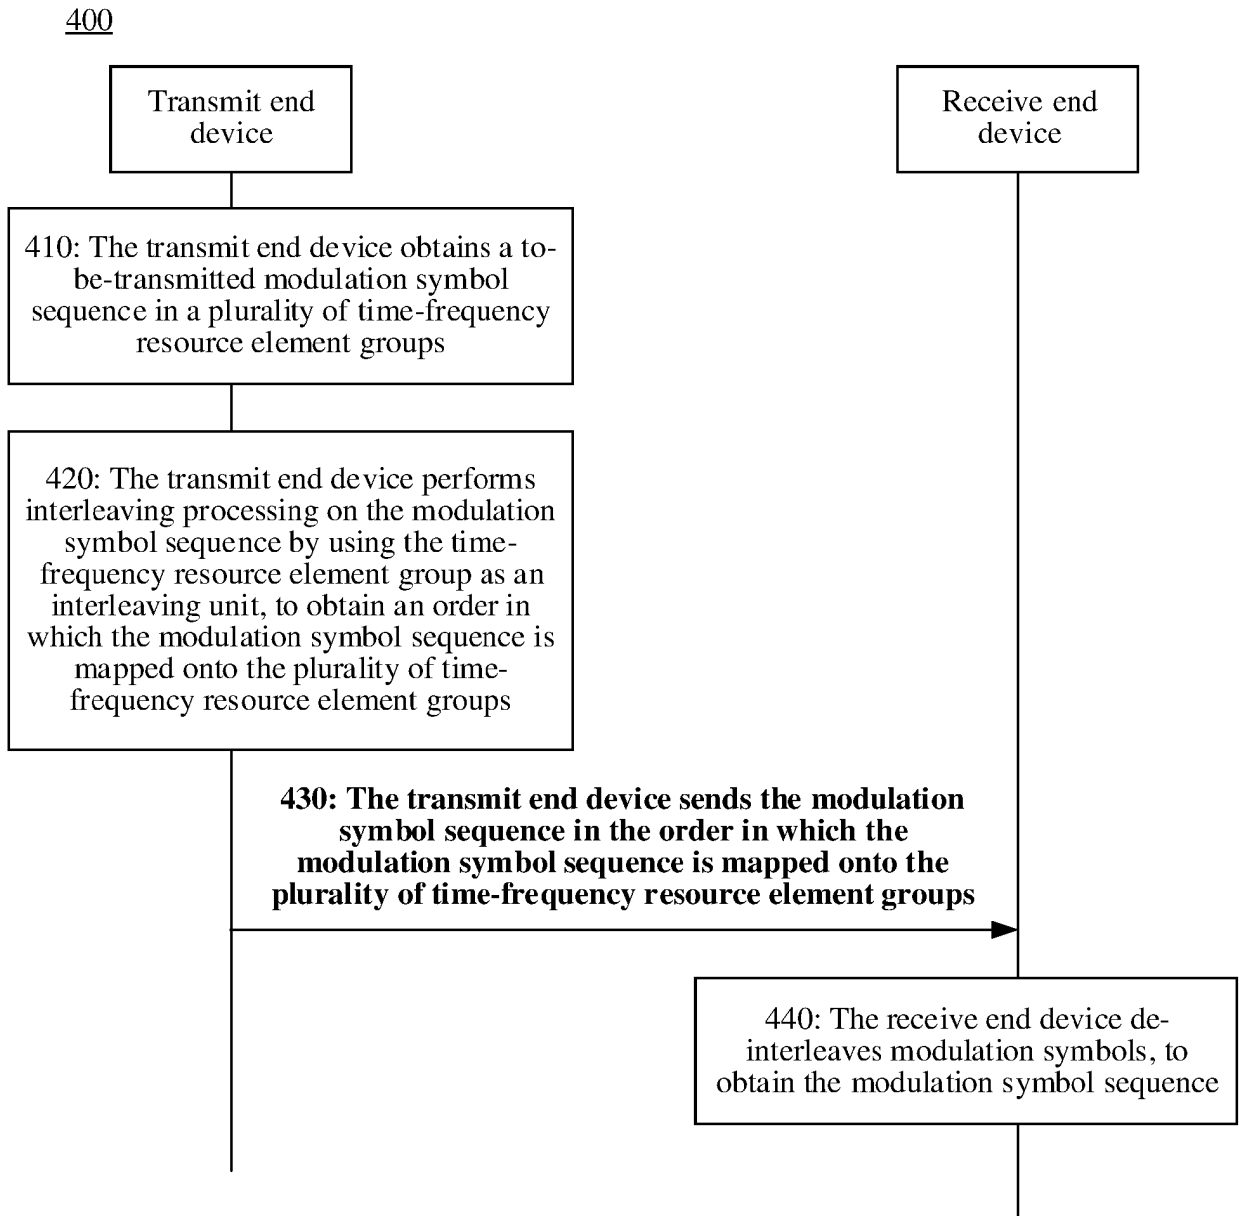 400
Transmit end
device
Receive end
device
410: The transmit end device obtains a to-
be-transmitted modulation symbol
sequence in a plurality of time-frequency
resource element groups
420: The transmit end device performs
interleaving processing on the modulation
symbol sequence by using the time-
frequency resource element group as an
interleaving unit, to obtain an order in
which the modulation symbol sequence is
mapped onto the plurality of time-
frequency resource element groups
430: The transmit end device sends the modulation
symbol sequence in the order in which the
modulation symbol sequence is mapped onto the
plurality of time-frequency resource element groups
440: The receive end device de-
interleaves modulation symbols, to
obtain the modulation symbol sequence